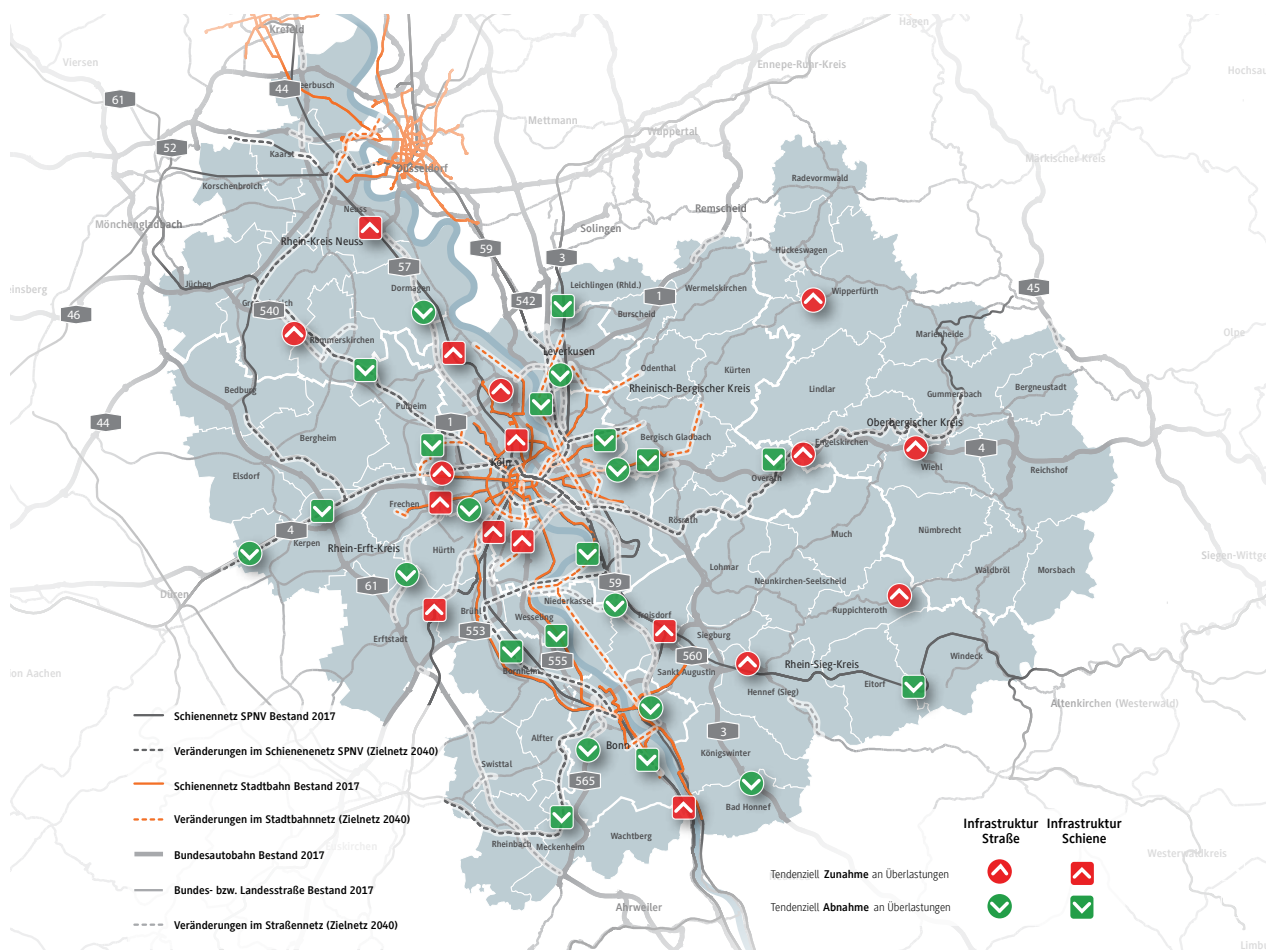 Krefeld
Hagen
Viersen
Ennepe-Ruhr-Kreis
Hochsau
44
eerbusch
61
Mettmann
Wuppertal
52
Kaarst
Düsseldorf
Märkischer Kreis
Radevormwald
Korschenbroich
Neuss
Remscheid
Mönchengladbach
Solingen
Rhein-Kreis Neuss
59
Hückeswagen
3
57
Jüchen
Dormagen
Leichlingen (Rhld.)
Wermelskirchen
Wipperfürth
45
einsberg
542
1
540
46
Burscheid
Marienheide
Olpe
Rommerskirchen
Leverkusen
Odenthal
Kürten
Rheinisch-Bergischer Kreis
Lindlar
Bergneustadt
Bedburg
Gummersbach
Pulheim
44
1
Oberbergischer Kreis
Bergheim
Bergisch Gladbach
Engelskirchen
4
Köln
Wiehl
Reichshof
Elsdorf
Overath
Frechen
Rösrath
4
Nümbrecht
Kerpen
Much
Rhein-Erft-Kreis
Hürth
Siegen-Wittge
Lohmar
Waldbröl
Morsbach
61
59
Neunkirchen-Seelscheid
Düren
Niederkassel
Brühl
Ruppichteroth
Wesseling
Troisdorf
553
Siegburg
Erftstadt
560
Windeck
555
Rhein-Sieg-Kreis
ion Aachen
Bornheim
Sankt Augustin
Eitorf
Hennef (Sieg)
Altenkirchen (Westerwald)
Schienennetz SPNV Bestand 2017
3
Alfter
Bonn
Veränderungen im Schienenenetz SPNV (Zielnetz 2040)
Königswinter
Swisttal
565
Schienennetz Stadtbahn Bestand 2017
Bad Honnef
Veränderungen im Stadtbahnnetz (Zielnetz 2040)
Infrastruktur Infrastruktur
Straße Schiene
Wachtberg
Rheinbach
Meckenheim
Euskirchen
Bundesautobahn Bestand 2017
Westerwaldkreis
Tendenziell Zunahme an Überlastungen
Bundes- bzw. Landesstraße Bestand 2017
Ahrweiler
Tendenziell Abnahme an Überlastungen
Veränderungen im Straßennetz (Zielnetz 2040)
Limbu